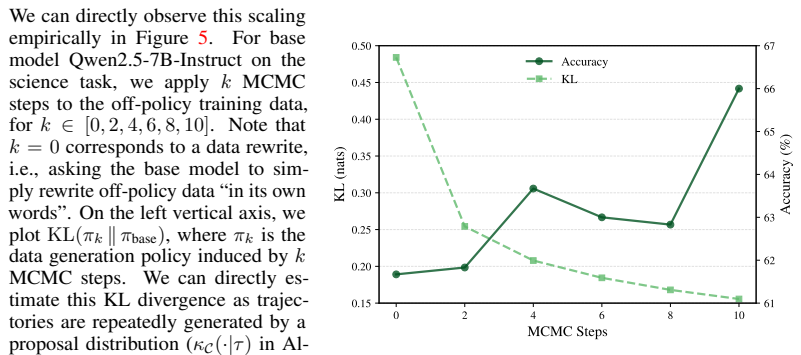 We can directly observe this scaling
empirically in Figure 5. For base
model Qwen2.5-7B-Instruct on the
science task, we apply k MCMC
steps to the off-policy training data,
for k ∈ [0, 2, 4, 6, 8, 10]. Note that
k = 0 corresponds to a data rewrite,
i.e., asking the base model to sim-
ply rewrite off-policy data “in its own
words”. On the left vertical axis, we
plot KL(π_k ∥ π_base), where π_k is the
data generation policy induced by k
MCMC steps. We can directly es-
timate this KL divergence as trajec-
tories are repeatedly generated by a
proposal distribution (κ_C(·|τ) in Al-
KL (nats)
0.50
0.45
0.40
0.35
0.30
0.25
0.20
0.15
Accuracy
KL
67
66
65
64
63
62
61
Accuracy (%)
0 2 4 6 8 10
MCMC Steps